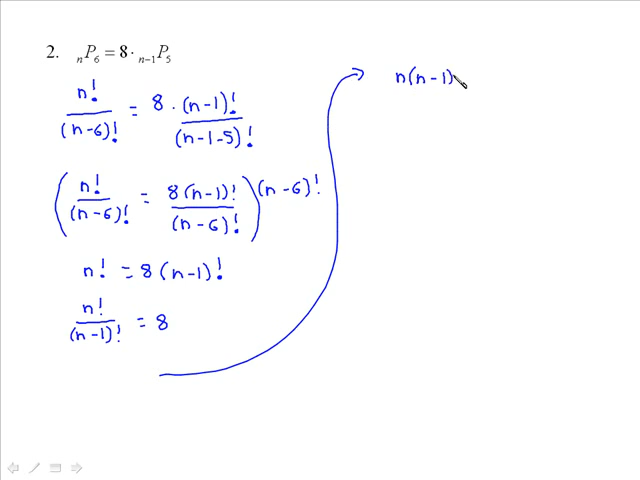 2. ₙP₆ = 8 · ₙ₋₁P₅
n! / (n-6)! = 8 · (n-1)! / (n-1-5)!
( n! / (n-6)! = 8(n-1)! / (n-6)! ) (n-6)!
n! = 8(n-1)!
n! / (n-1)! = 8
n(n-1)